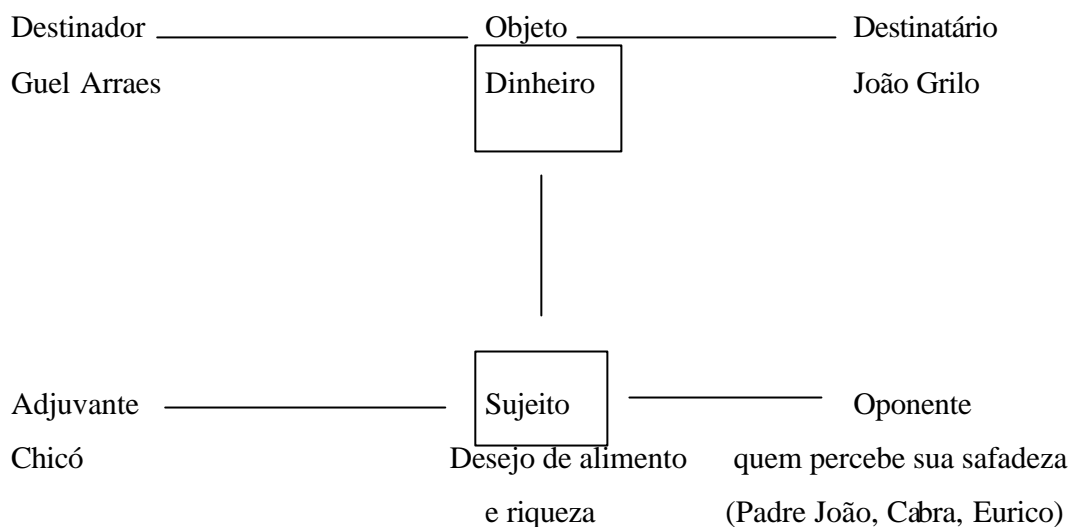 Destinador Objeto Destinatário
Guel Arraes Dinheiro João Grilo
Adjuvante Sujeito Oponente
Chicó Desejo de alimento quem percebe sua safadeza
e riqueza (Padre João, Cabra, Eurico)